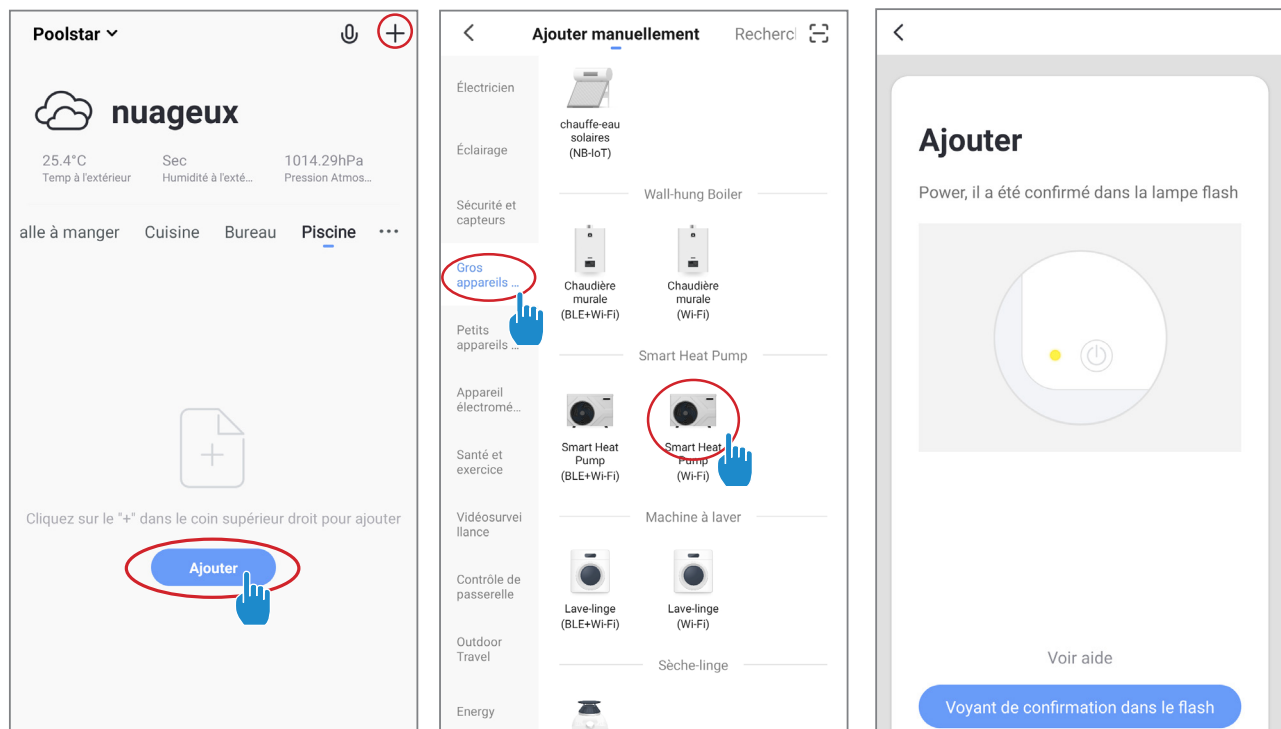 Poolstar
nuageux
25.4°C Sec 1014.29hPa
Temp à l'extérieur Humidité à l'exté... Pression Atmos...
alle à manger Cuisine Bureau Piscine ...
Cliquez sur le "+" dans le coin supérieur droit pour ajouter
Ajouter
Ajouter manuellement Recherc
Électricien
Éclairage
Sécurité et
capteurs
Gros
appareils ...
Petits
appareils ...
Appareil
électromé...
Santé et
exercice
Vidéosurvei
llance
Contrôle de
passerelle
Outdoor
Travel
Energy
chauffe-eau
solaires
(NB-IoT)
Wall-hung Boiler
Chaudière
murale
(BLE+Wi-Fi)
Chaudière
murale
(Wi-Fi)
Smart Heat Pump
Smart Heat
Pump
(BLE+Wi-Fi)
Smart Heat
Pump
(Wi-Fi)
Machine à laver
Lave-linge
(BLE+Wi-Fi)
Lave-linge
(Wi-Fi)
Sèche-linge
Ajouter
Power, il a été confirmé dans la lampe flash
Voir aide
Voyant de confirmation dans le flash